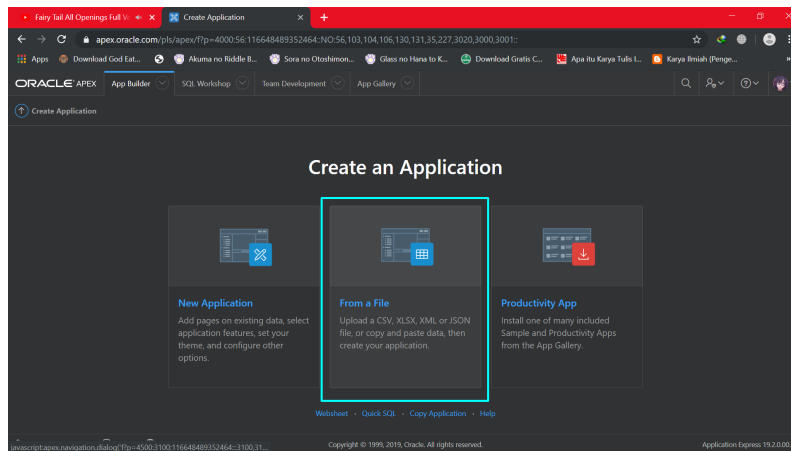 Fairy Tail All Openings Full Ve
Create Application
apex.oracle.com/pls/apex/f?p=4000:56:116648489352464::NO:56,103,104,106,130,131,35,227,3020,3000,3001::
Apps Download God Eat... Akuma no Riddle B... Sora no Otoshimon... Glass no Hana to K... Download Gratis C... Apa itu Karya Tulis I... Karya Ilmiah (Penge...
ORACLE APEX App Builder SQL Workshop Team Development App Gallery
Create Application
Create an Application
New Application
Add pages on existing data, select
application features, set your
theme, and configure other
options.
From a File
Upload a CSV, XLSX, XML or JSON
file, or copy and paste data, then
create your application.
Productivity App
Install one of many included
Sample and Productivity Apps
from the App Gallery.
Websheet • Quick SQL • Copy Application • Help
javascript:apex.navigation.dialog('f?p=4500:3100:116648489352464::3100,31...
Copyright © 1999, 2019, Oracle. All rights reserved.
Application Express 19.2.0.00.